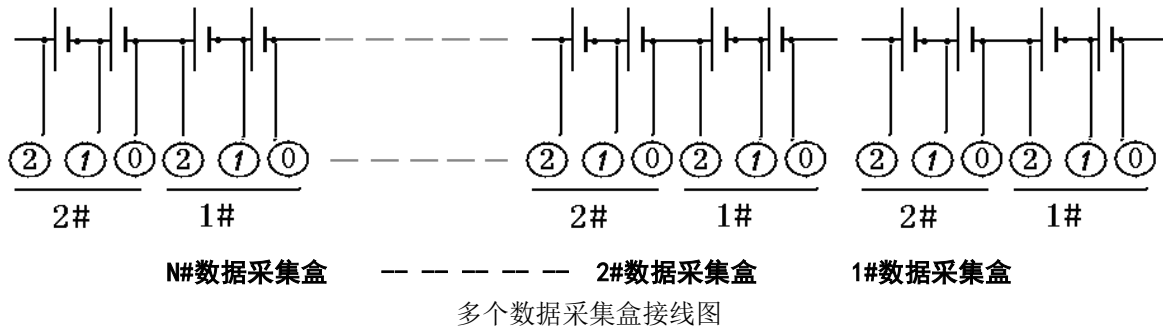 ② ① ⓪ ② ① ⓪ ② ① ⓪ ② ① ⓪ ② ① ⓪ ② ① ⓪
2# 1# 2# 1# 2# 1#
N#数据采集盒 2#数据采集盒 1#数据采集盒
多个数据采集盒接线图